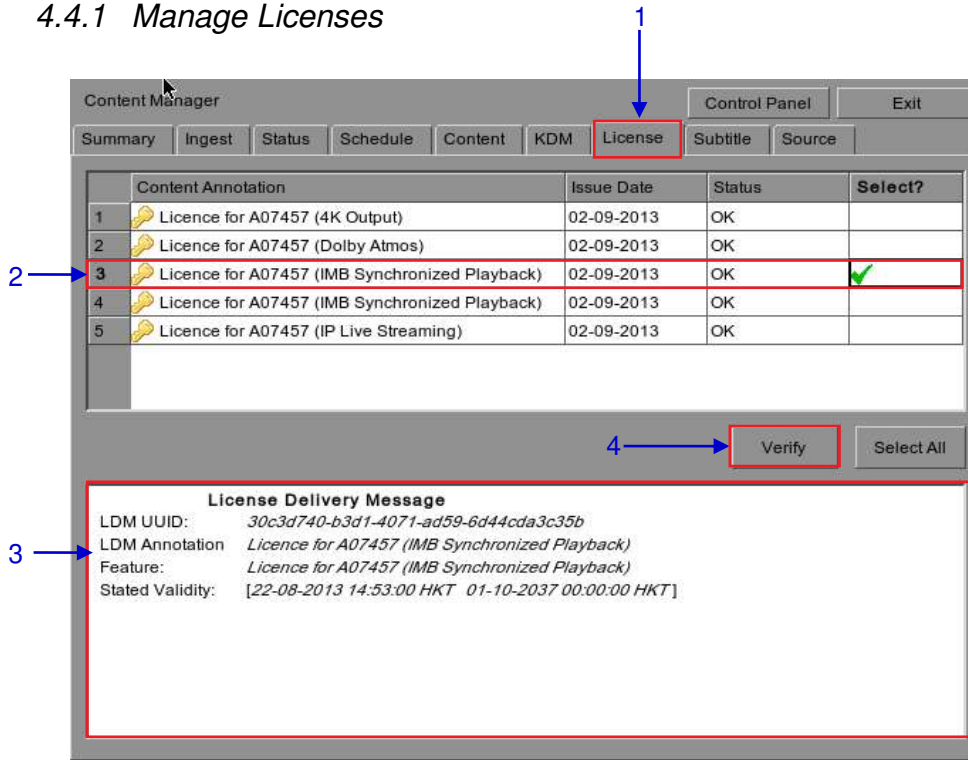 4.4.1 Manage Licenses
1
Content Manager Control Panel Exit
Summary Ingest Status Schedule Content KDM License Subtitle Source
Content Annotation Issue Date Status Select?
1 Licence for A07457 (4K Output) 02-09-2013 OK
2 Licence for A07457 (Dolby Atmos) 02-09-2013 OK
2 3 Licence for A07457 (IMB Synchronized Playback) 02-09-2013 OK
4 Licence for A07457 (IMB Synchronized Playback) 02-09-2013 OK
5 Licence for A07457 (IP Live Streaming) 02-09-2013 OK
4 Verify Select All
License Delivery Message
LDM UUID: 30c3d740-b3d1-4071-ad59-6d44cda3c35b
LDM Annotation Licence for A07457 (IMB Synchronized Playback)
3
Feature: Licence for A07457 (IMB Synchronized Playback)
Stated Validity: [22-08-2013 14:53:00 HKT 01-10-2037 00:00:00 HKT]